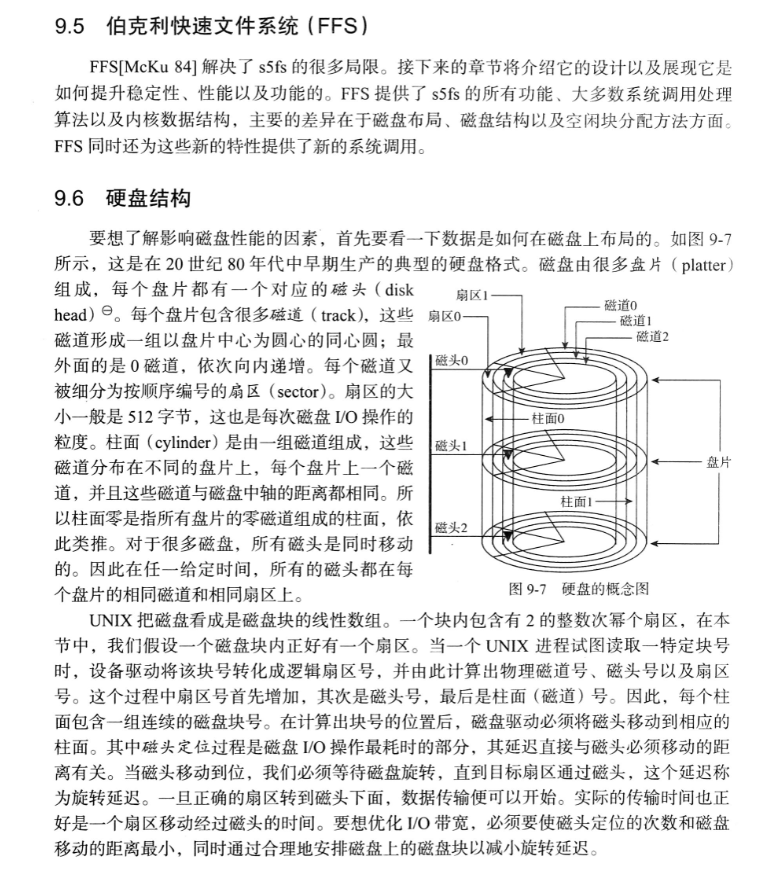 9.5 伯克利快速文件系统（FFS）
FFS[McKu 84] 解决了 s5fs 的很多局限。接下来的章节将介绍它的设计以及展现它是
如何提升稳定性、性能以及功能的。FFS 提供了 s5fs 的所有功能、大多数系统调用处理
算法以及内核数据结构，主要的差异在于磁盘布局、磁盘结构以及空闲块分配方法方面。
FFS 同时还为这些新的特性提供了新的系统调用。
9.6 硬盘结构
要想了解影响磁盘性能的因素，首先要看一下数据是如何在磁盘上布局的。如图 9-7
所示，这是在 20 世纪 80 年代中早期生产的典型的硬盘格式。磁盘由很多盘片（platter）
组成，每个盘片都有一个对应的磁头（disk
head）⊖。每个盘片包含很多磁道（track），这些
磁道形成一组以盘片中心为圆心的同心圆；最
外面的是 0 磁道，依次向内递增。每个磁道又
被细分为按顺序编号的扇区（sector）。扇区的大
小一般是 512 字节，这也是每次磁盘 I/O 操作的
粒度。柱面（cylinder）是由一组磁道组成，这些
磁道分布在不同的盘片上，每个盘片上一个磁
道，并且这些磁道与磁盘中轴的距离都相同。所
以柱面零是指所有盘片的零磁道组成的柱面，依
此类推。对于很多磁盘，所有磁头是同时移动
的。因此在任一给定时间，所有的磁头都在每
个盘片的相同磁道和相同扇区上。
扇区1
扇区0
磁道0
磁道1
磁道2
磁头0
柱面0
磁头1
盘片
柱面1
磁头2
图 9-7 硬盘的概念图
UNIX 把磁盘看成是磁盘块的线性数组。一个块内包含有 2 的整数次幂个扇区，在本
节中，我们假设一个磁盘块内正好有一个扇区。当一个 UNIX 进程试图读取一特定块号
时，设备驱动将该块号转化成逻辑扇区号，并由此计算出物理磁道号、磁头号以及扇区
号。这个过程中扇区号首先增加，其次是磁头号，最后是柱面（磁道）号。因此，每个柱
面包含一组连续的磁盘块号。在计算出块号的位置后，磁盘驱动必须将磁头移动到相应的
柱面。其中磁头定位过程是磁盘 I/O 操作最耗时的部分，其延迟直接与磁头必须移动的距
离有关。当磁头移动到位，我们必须等待磁盘旋转，直到目标扇区通过磁头，这个延迟称
为旋转延迟。一旦正确的扇区转到磁头下面，数据传输便可以开始。实际的传输时间也正
好是一个扇区移动经过磁头的时间。要想优化 I/O 带宽，必须要使磁头定位的次数和磁盘
移动的距离最小，同时通过合理地安排磁盘上的磁盘块以减小旋转延迟。